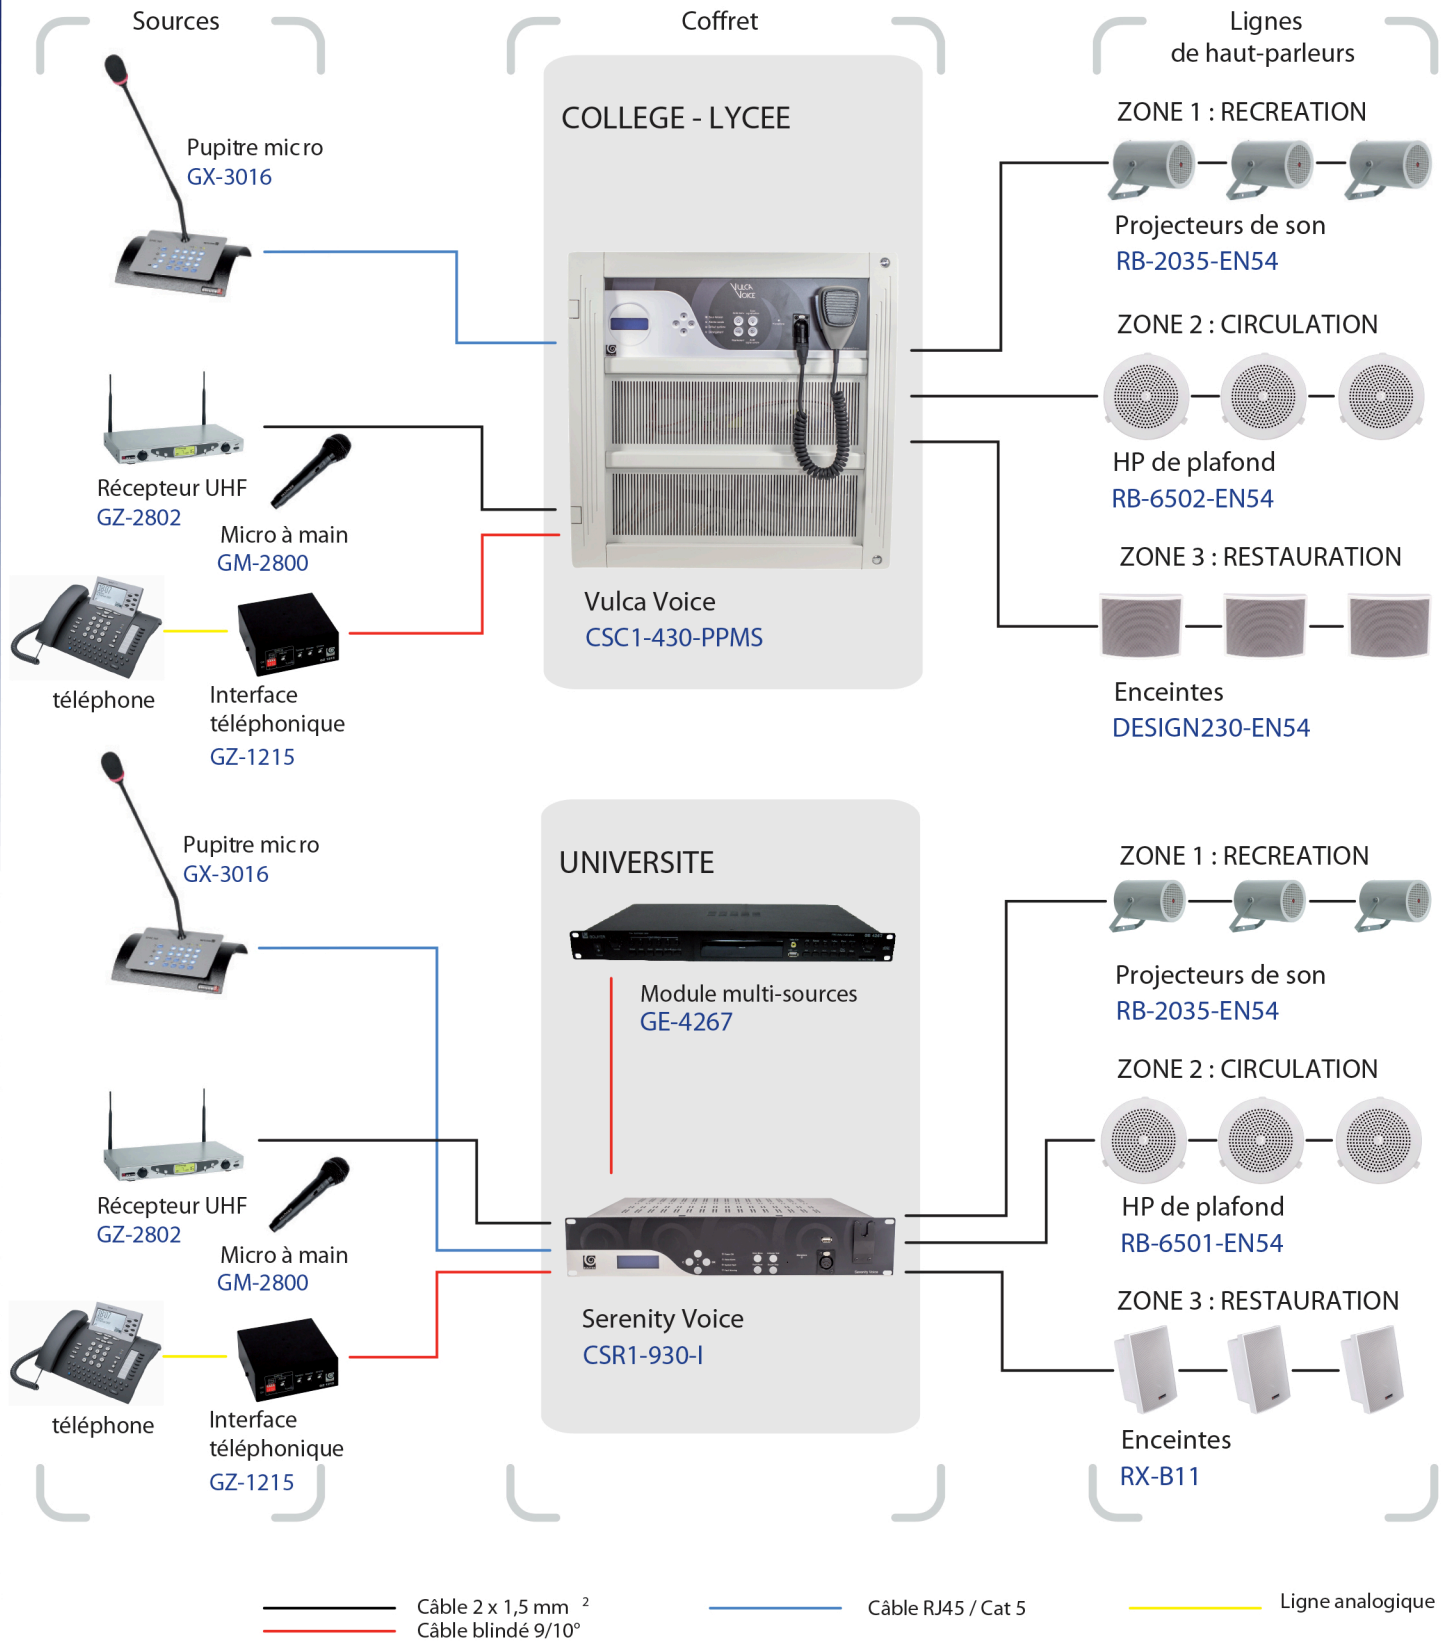 Sources
Coffret
Lignes
de haut-parleurs
COLLEGE - LYCEE
Pupitre micro
GX-3016
Récepteur UHF
GZ-2802
Micro à main
GM-2800
téléphone
Interface
téléphonique
GZ-1215
VULCA
VOICE
Vulca Voice
CSC1-430-PPMS
ZONE 1 : RECREATION
Projecteurs de son
RB-2035-EN54
ZONE 2 : CIRCULATION
HP de plafond
RB-6502-EN54
ZONE 3 : RESTAURATION
Enceintes
DESIGN230-EN54
UNIVERSITE
Pupitre micro
GX-3016
Récepteur UHF
GZ-2802
Micro à main
GM-2800
téléphone
Interface
téléphonique
GZ-1215
Module multi-sources
GE-4267
Serenity Voice
Serenity Voice
CSR1-930-I
ZONE 1 : RECREATION
Projecteurs de son
RB-2035-EN54
ZONE 2 : CIRCULATION
HP de plafond
RB-6501-EN54
ZONE 3 : RESTAURATION
Enceintes
RX-B11
Câble 2 x 1,5 mm 2
Câble blindé 9/10°
Câble RJ45 / Cat 5
Ligne analogique